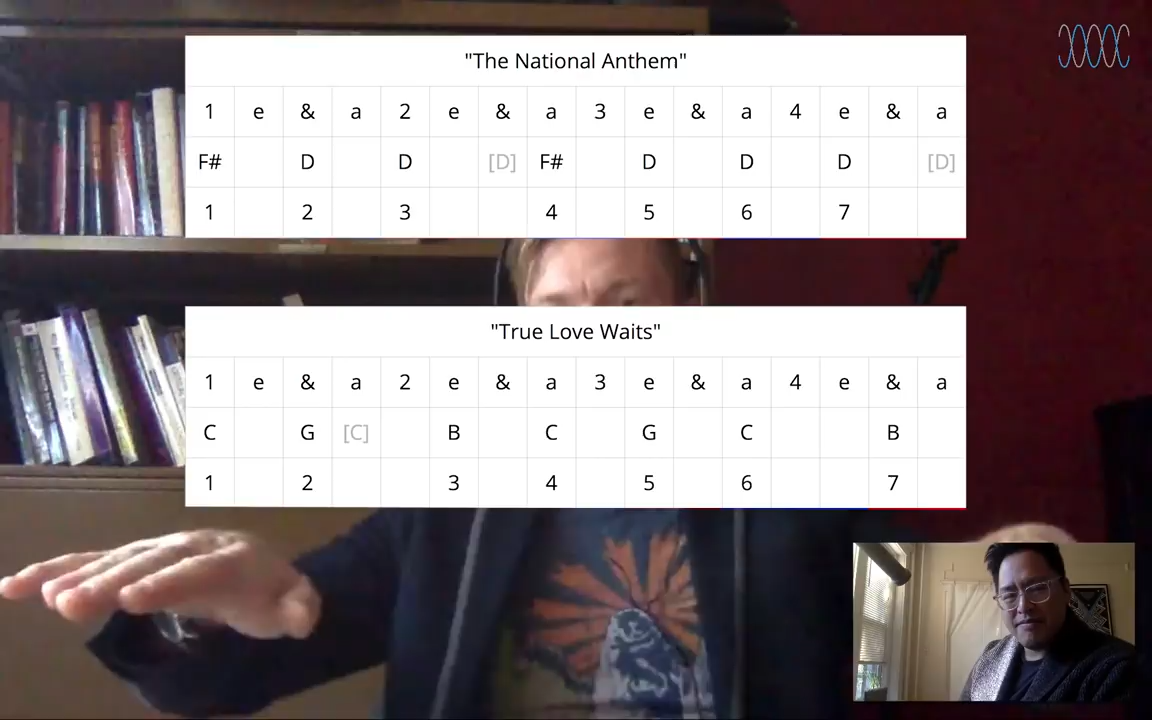 "The National Anthem"
1 e & a 2 e & a 3 e & a 4 e & a
F# D D [D] F# D D D [D]
1 2 3 4 5 6 7
"True Love Waits"
1 e & a 2 e & a 3 e & a 4 e & a
C G [C] B C G C B
1 2 3 4 5 6 7